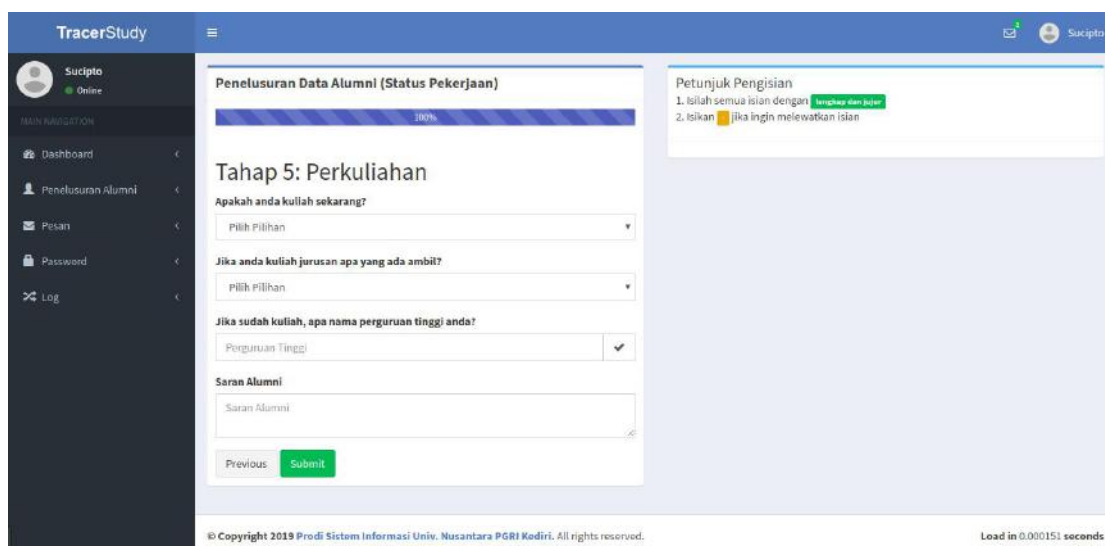 TracerStudy
1
Sucipto
Sucipto
Online
MAIN NAVIGATION
Dashboard
Penelusuran Alumni
Pesan
Password
Log
Penelusuran Data Alumni (Status Pekerjaan)
100%
Tahap 5: Perkuliahan
Apakah anda kuliah sekarang?
Pilih Pilihan
Jika anda kuliah jurusan apa yang ada ambil?
Pilih Pilihan
Jika sudah kuliah, apa nama perguruan tinggi anda?
Perguruan Tinggi
Saran Alumni
Saran Alumni
Previous Submit
Petunjuk Pengisian
1. Isilah semua isian dengan lengkap dan jujur
2. Isikan - jika ingin melewatkan isian
© Copyright 2019 Prodi Sistem Informasi Univ. Nusantara PGRI Kediri. All rights reserved.
Load in 0.000151 seconds